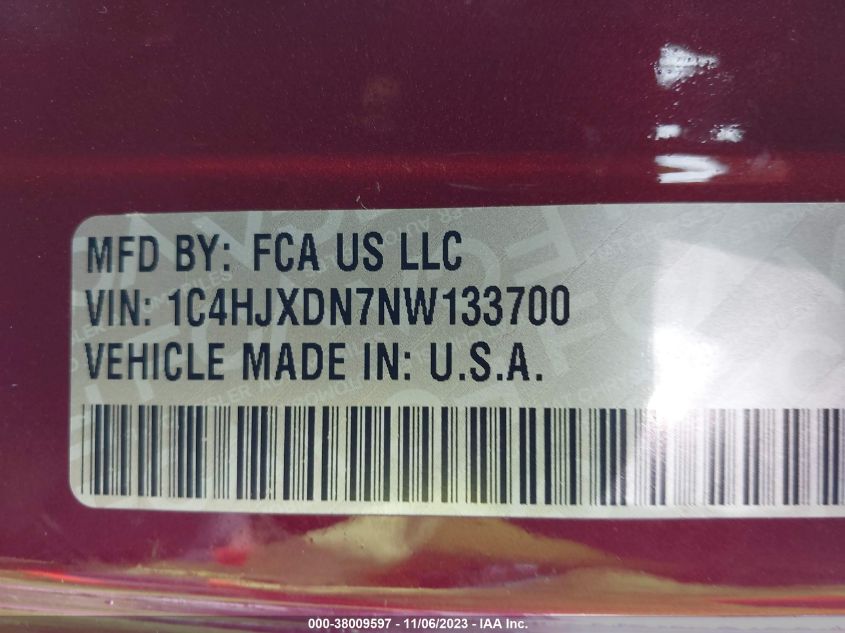 MFD BY: FCA US LLC
VIN: 1C4HJXDN7NW133700
VEHICLE MADE IN: U.S.A.
000-38009597 - 11/06/2023 - IAA Inc.